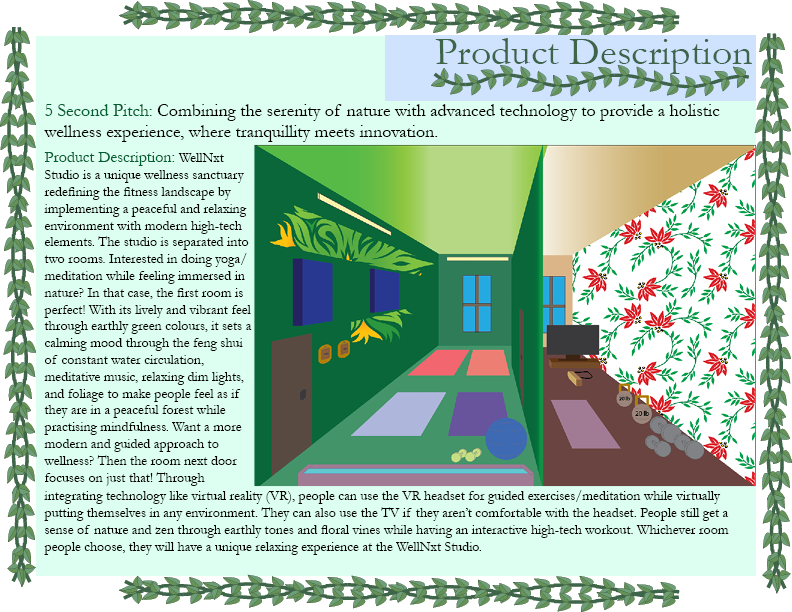 Product Description
5 Second Pitch: Combining the serenity of nature with advanced technology to provide a holistic
wellness experience, where tranquillity meets innovation.
Product Description: WellNxt
Studio is a unique wellness sanctuary
redefining the fitness landscape by
implementing a peaceful and relaxing
environment with modern high-tech
elements. The studio is separated into
two rooms. Interested in doing yoga/
meditation while feeling immersed in
nature? In that case, the first room is
perfect! With its lively and vibrant feel
through earthly green colours, it sets a
calming mood through the feng shui
of constant water circulation,
meditative music, relaxing dim lights,
and foliage to make people feel as if
they are in a peaceful forest while
practising mindfulness. Want a more
modern and guided approach to
wellness? Then the room next door
focuses on just that! Through
integrating technology like virtual reality (VR), people can use the VR headset for guided exercises/meditation while virtually
putting themselves in any environment. They can also use the TV if they aren't comfortable with the headset. People still get a
sense of nature and zen through earthly tones and floral vines while having an interactive high-tech workout. Whichever room
people choose, they will have a unique relaxing experience at the WellNxt Studio.
20 lb
20 lb